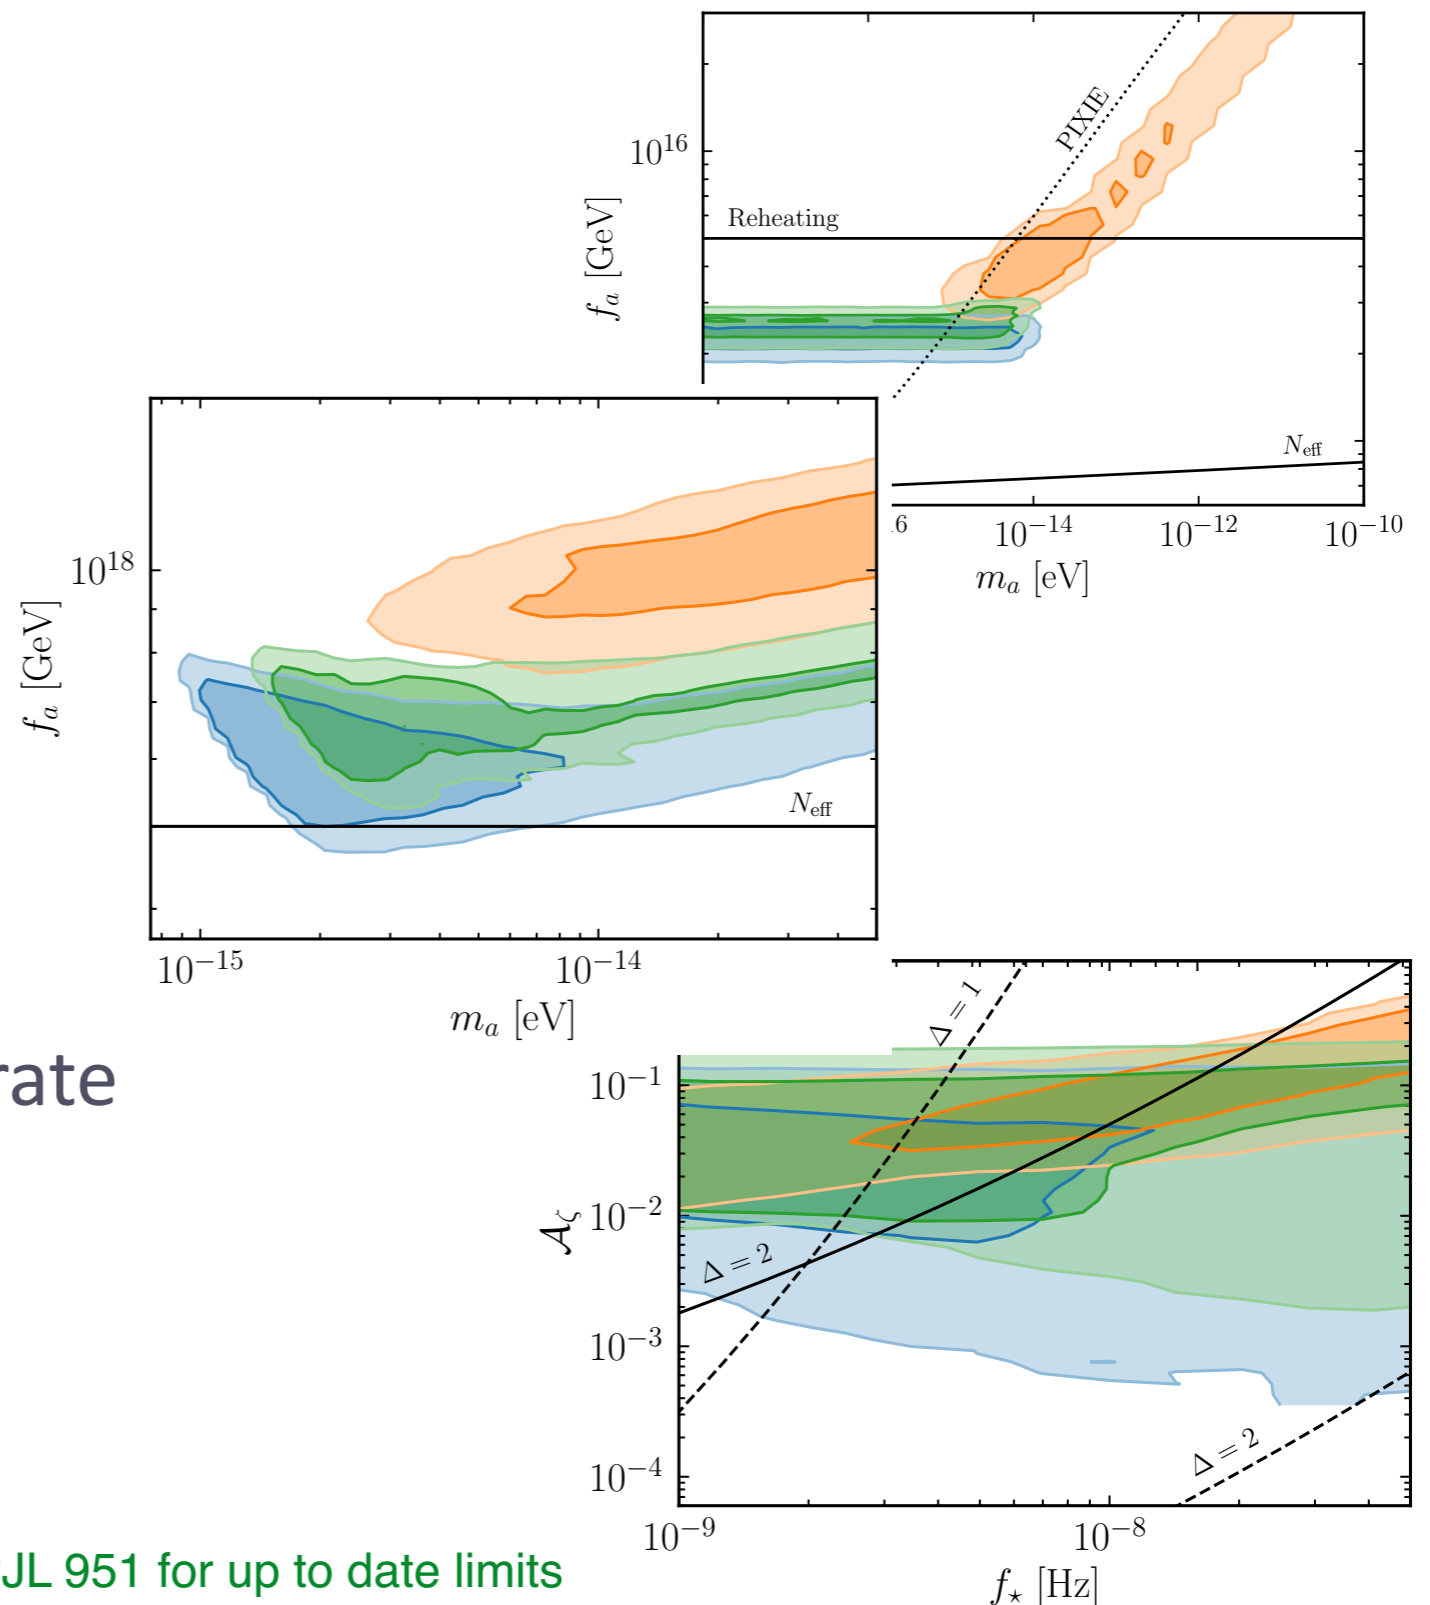 10^16
f_a [GeV]
PIXIE
Reheating
N_eff
.6
10^−14
10^−12
10^−10
m_a [eV]
10^18
f_a [GeV]
N_eff
10^−15
10^−14
m_a [eV]
rate
Δ = 1
10^−1
10^−2
𝒜_ζ
Δ = 2
10^−3
Δ = 2
10^−4
10^−9
10^−8
JL 951 for up to date limits
f_⋆ [Hz]